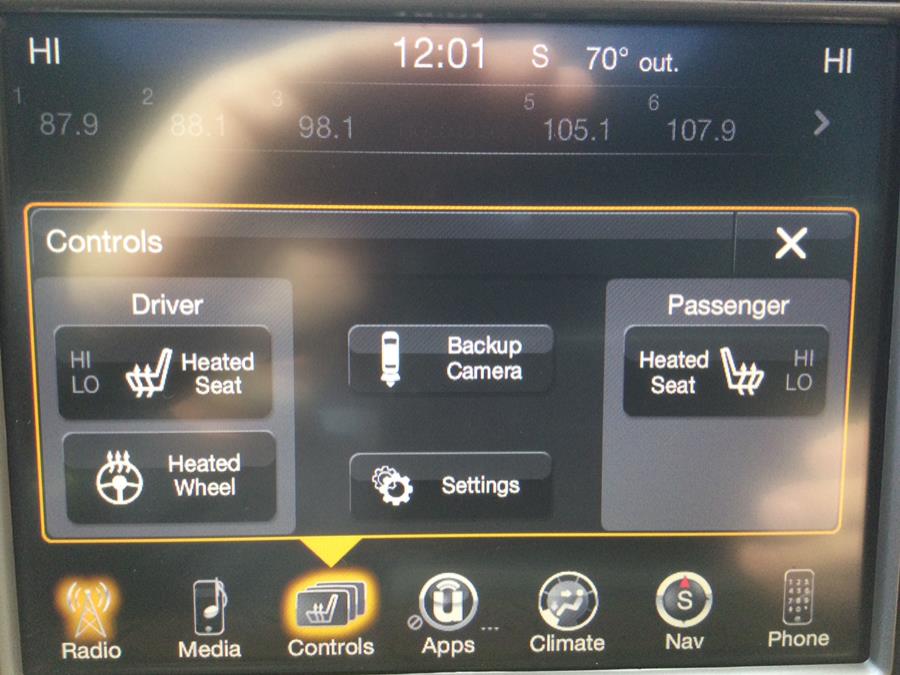 HI 12:01 S 70° out. HI
1 2 3 5 6
87.9 88.1 98.1 105.1 107.9
Controls
Driver
HI
LO
Heated
Seat
Heated
Wheel
Backup
Camera
Settings
Passenger
Heated
Seat
HI
LO
Radio
Media
Controls
Apps
...
Climate
S
Nav
Phone